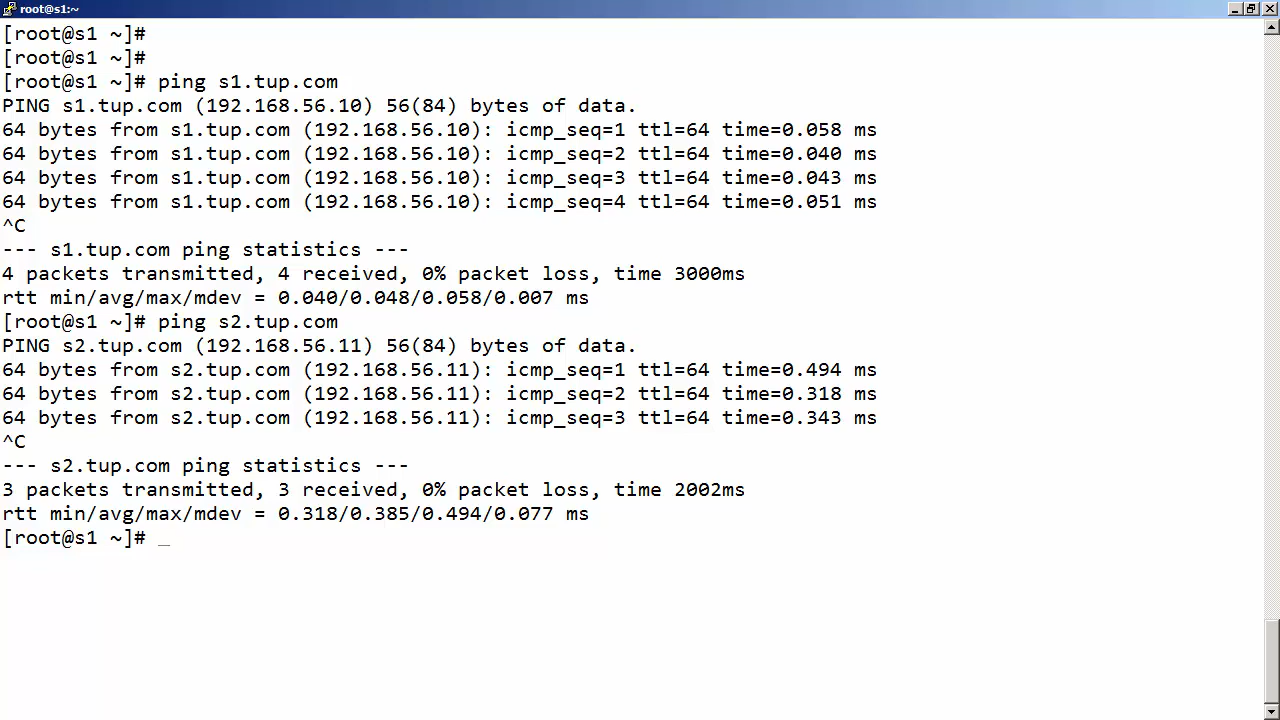 root@s1:~
[root@s1 ~]#
[root@s1 ~]#
[root@s1 ~]# ping s1.tup.com
PING s1.tup.com (192.168.56.10) 56(84) bytes of data.
64 bytes from s1.tup.com (192.168.56.10): icmp_seq=1 ttl=64 time=0.058 ms
64 bytes from s1.tup.com (192.168.56.10): icmp_seq=2 ttl=64 time=0.040 ms
64 bytes from s1.tup.com (192.168.56.10): icmp_seq=3 ttl=64 time=0.043 ms
64 bytes from s1.tup.com (192.168.56.10): icmp_seq=4 ttl=64 time=0.051 ms
^C
--- s1.tup.com ping statistics ---
4 packets transmitted, 4 received, 0% packet loss, time 3000ms
rtt min/avg/max/mdev = 0.040/0.048/0.058/0.007 ms
[root@s1 ~]# ping s2.tup.com
PING s2.tup.com (192.168.56.11) 56(84) bytes of data.
64 bytes from s2.tup.com (192.168.56.11): icmp_seq=1 ttl=64 time=0.494 ms
64 bytes from s2.tup.com (192.168.56.11): icmp_seq=2 ttl=64 time=0.318 ms
64 bytes from s2.tup.com (192.168.56.11): icmp_seq=3 ttl=64 time=0.343 ms
^C
--- s2.tup.com ping statistics ---
3 packets transmitted, 3 received, 0% packet loss, time 2002ms
rtt min/avg/max/mdev = 0.318/0.385/0.494/0.077 ms
[root@s1 ~]# _